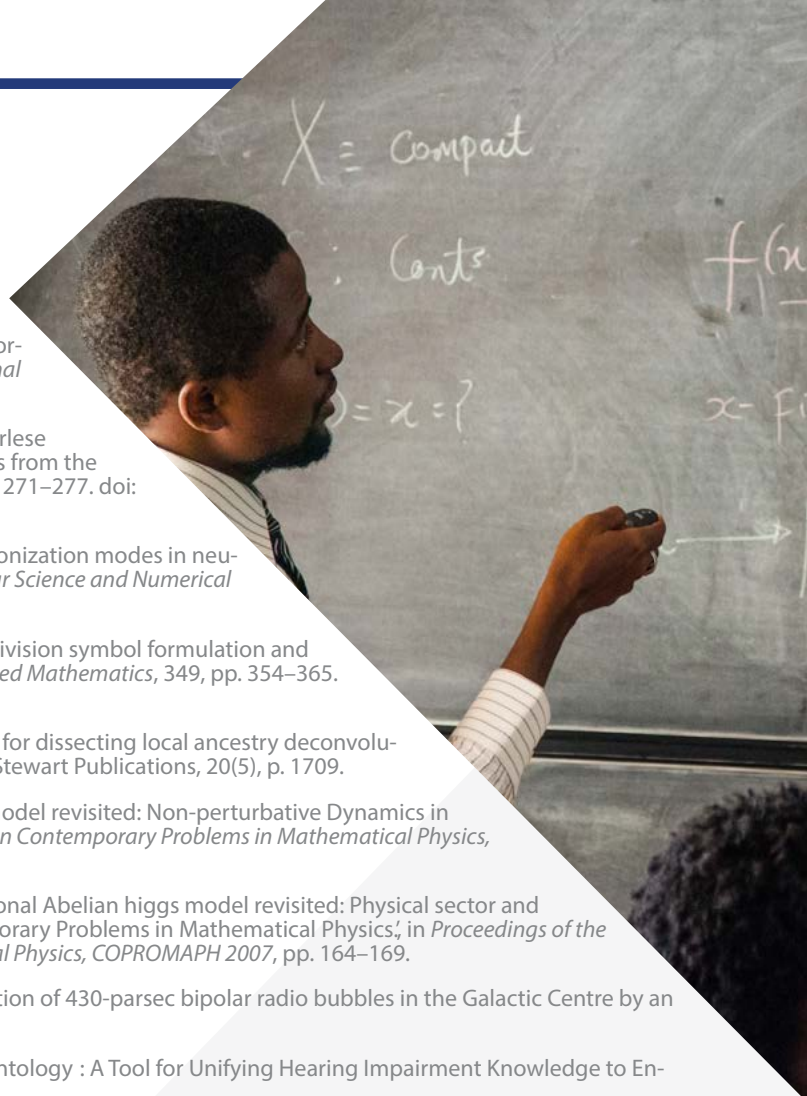 X = Compact
: Conts
f(x
) = x = ?
x- Fi
or-
nal
rlese
s from the
271–277. doi:
onization modes in neu-
r Science and Numerical
ivision symbol formulation and
ed Mathematics, 349, pp. 354–365.
for dissecting local ancestry deconvolu-
Stewart Publications, 20(5), p. 1709.
odel revisited: Non-perturbative Dynamics in
n Contemporary Problems in Mathematical Physics,
onal Abelian higgs model revisited: Physical sector and
orary Problems in Mathematical Physics.’, in Proceedings of the
al Physics, COPROMAPH 2007, pp. 164–169.
tion of 430-parsec bipolar radio bubbles in the Galactic Centre by an
ntology : A Tool for Unifying Hearing Impairment Knowledge to En-